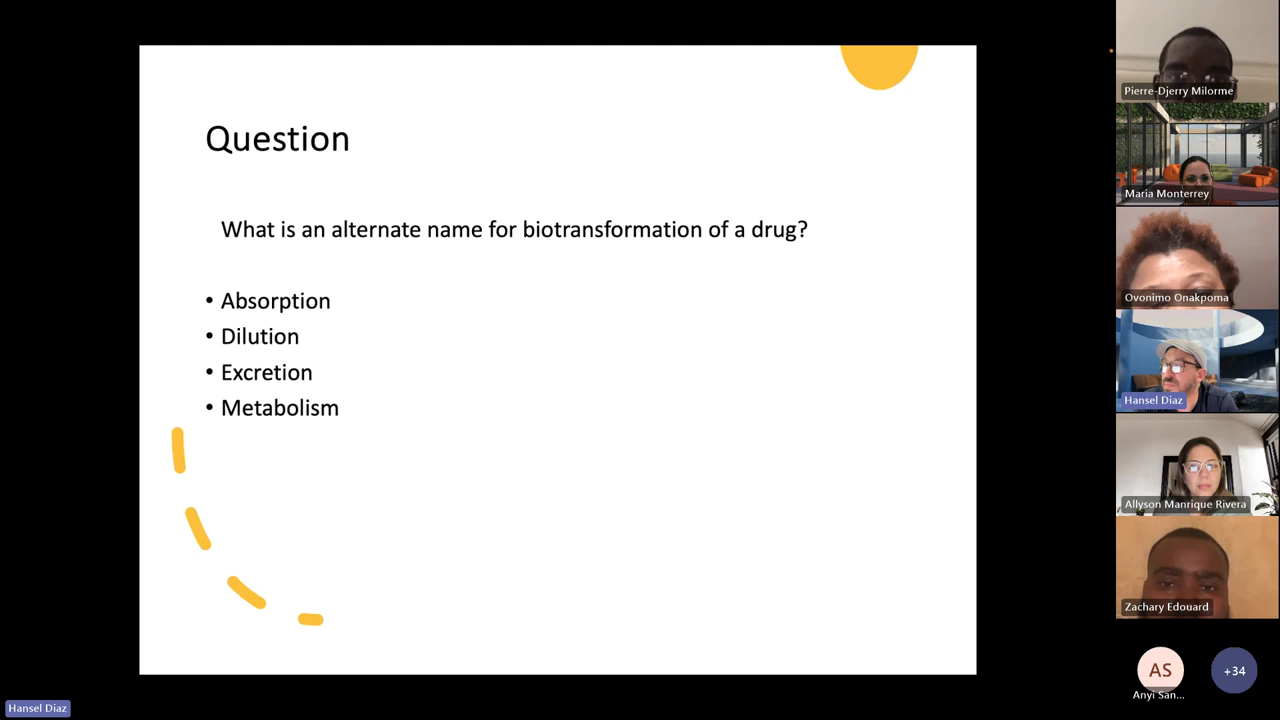 Question
What is an alternate name for biotransformation of a drug?
• Absorption
• Dilution
• Excretion
• Metabolism
Pierre-Djerry Milorme
Maria Monterrey
Ovonimo Onakpoma
Hansel Diaz
Allyson Manrique Rivera
Zachary Edouard
AS
Anyi San...
+34
Hansel Diaz